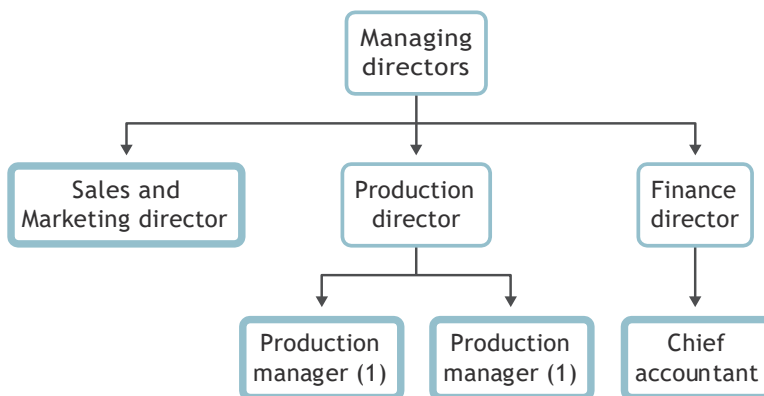 Managing
directors
Sales and
Marketing director
Production
director
Finance
director
Production
manager (1)
Production
manager (1)
Chief
accountant